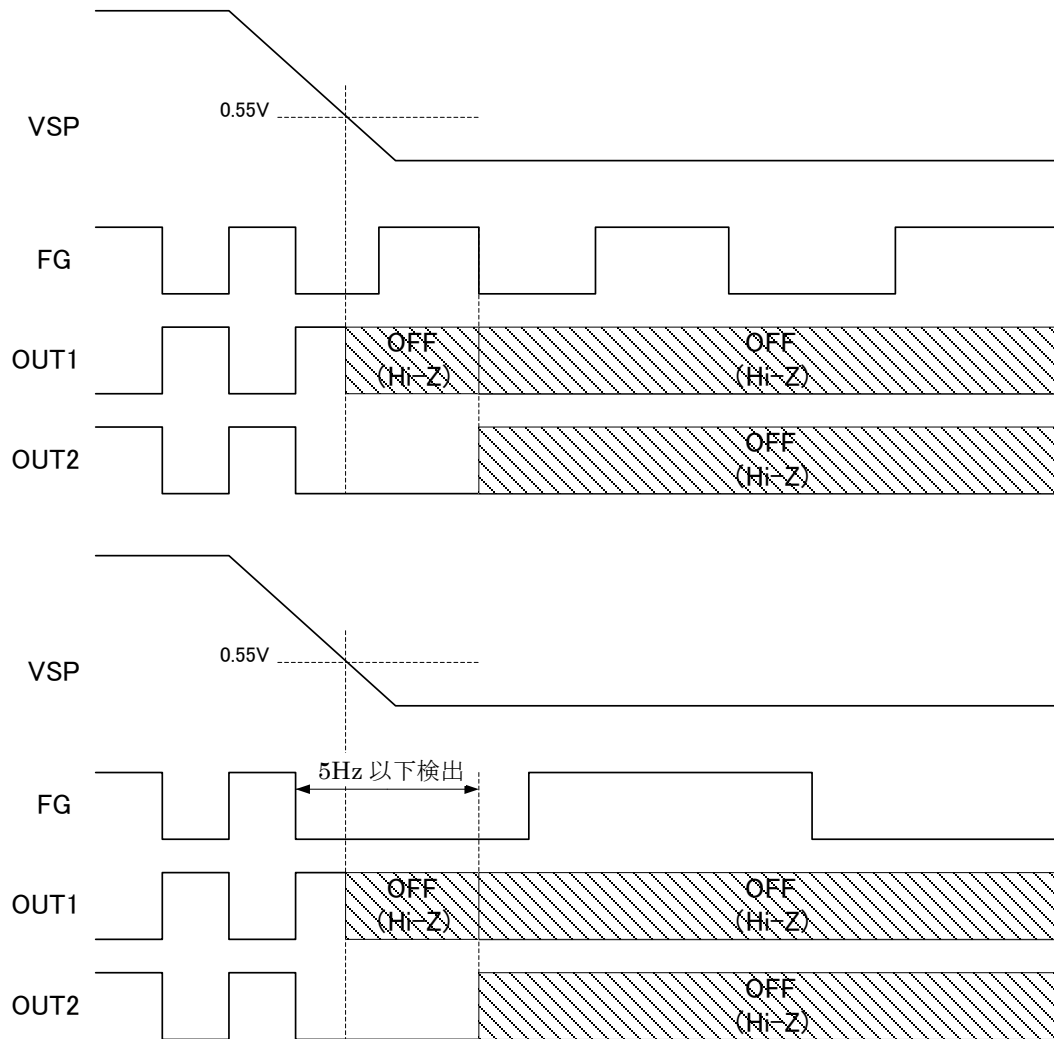 0.55V
VSP
FG
OUT1
OFF
(Hi-Z)
OFF
(Hi-Z)
OUT2
OFF
(Hi-Z)
0.55V
VSP
5Hz 以下検出
FG
OUT1
OFF
(Hi-Z)
OFF
(Hi-Z)
OUT2
OFF
(Hi-Z)